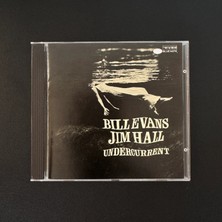 BILL EVANS
JIM HALL
UNDERCURRENT